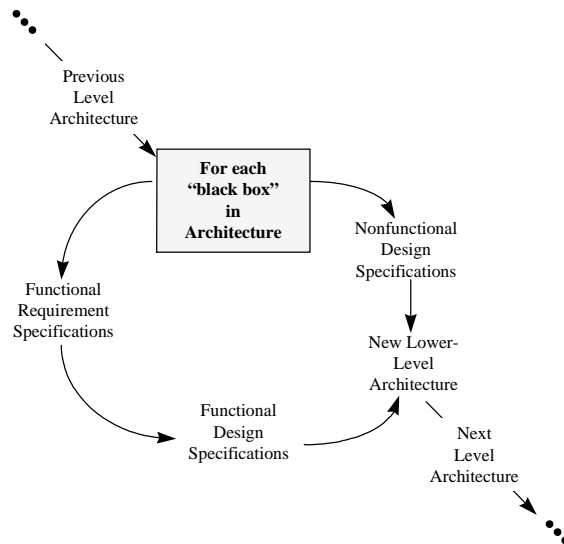 Previous
Level
Architecture
For each
“black box”
in
Architecture
Nonfunctional
Design
Specifications
Functional
Requirement
Specifications
New Lower-
Level
Architecture
Functional
Design
Specifications
Next
Level
Architecture